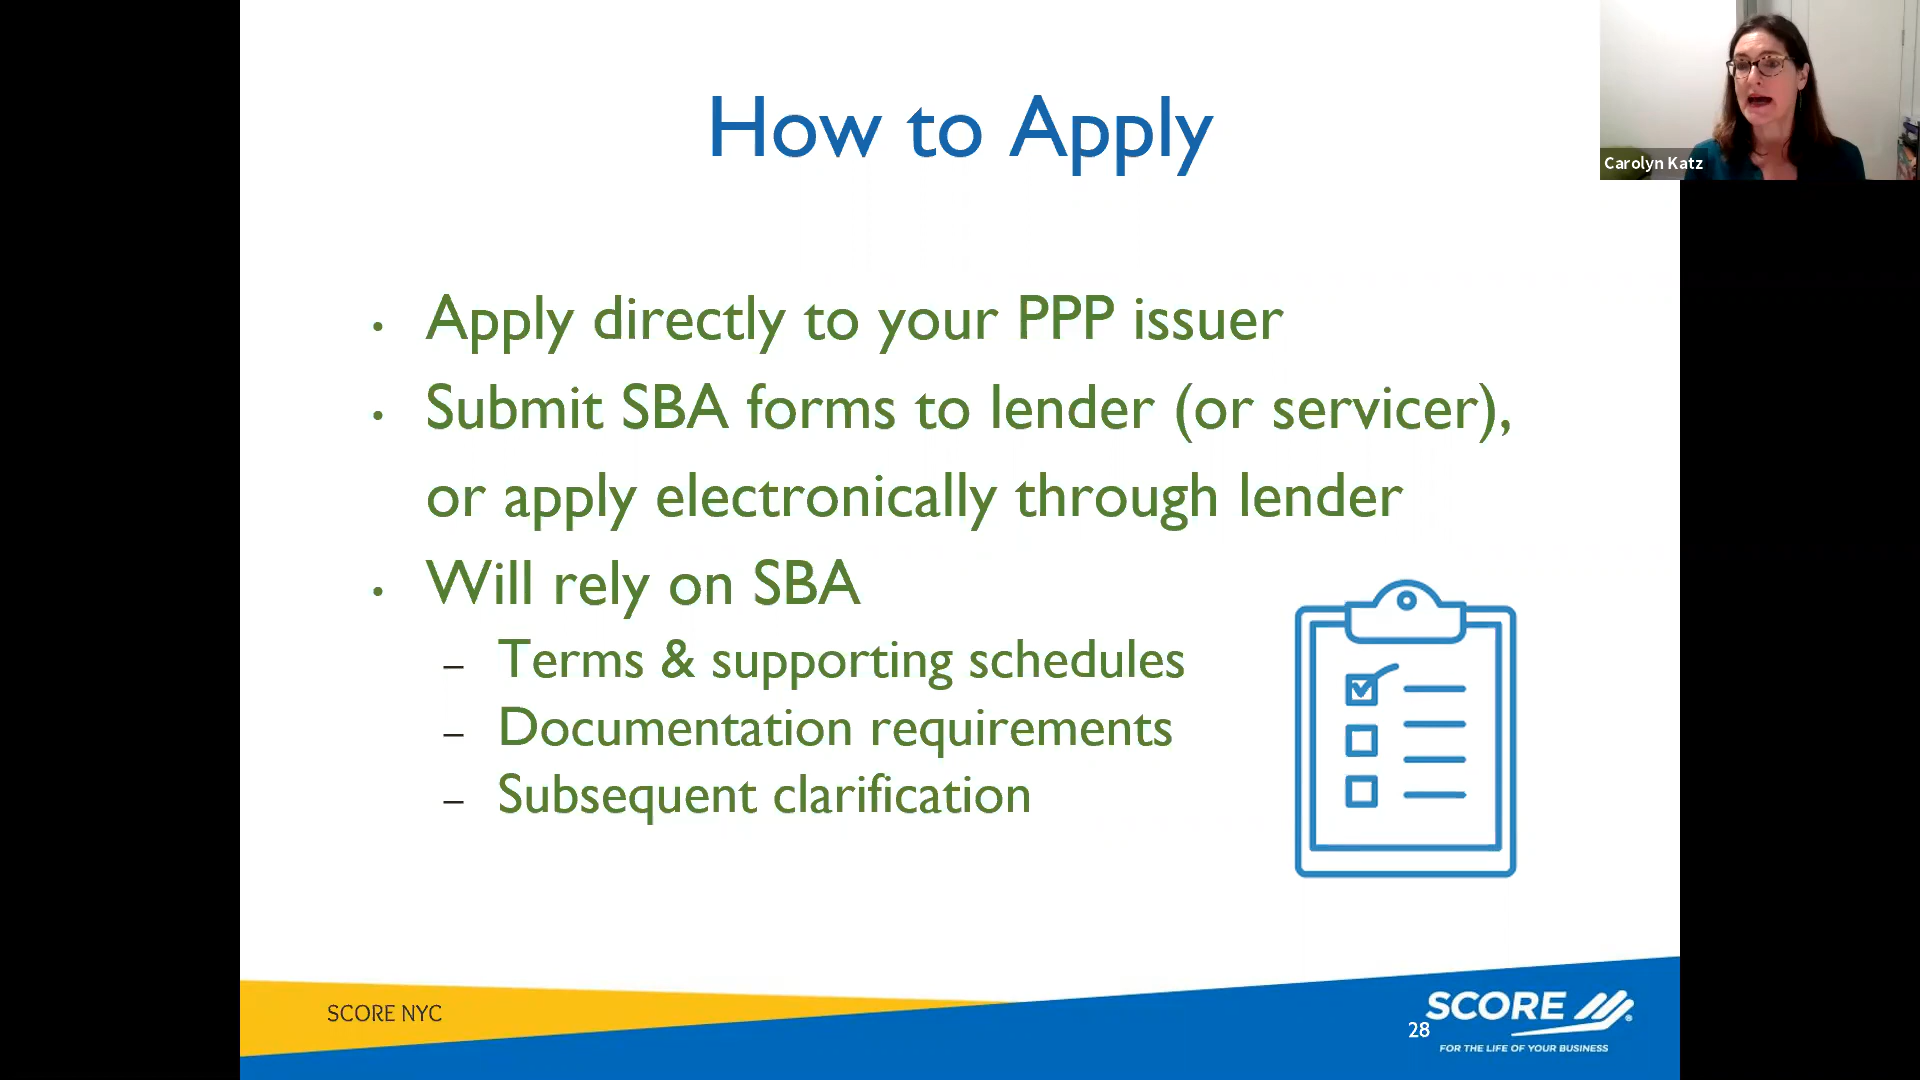 How to Apply
Carolyn Katz
• Apply directly to your PPP issuer
• Submit SBA forms to lender (or servicer),
or apply electronically through lender
• Will rely on SBA
– Terms & supporting schedules
– Documentation requirements
– Subsequent clarification
SCORE NYC
SCORE
®
28
FOR THE LIFE OF YOUR BUSINESS